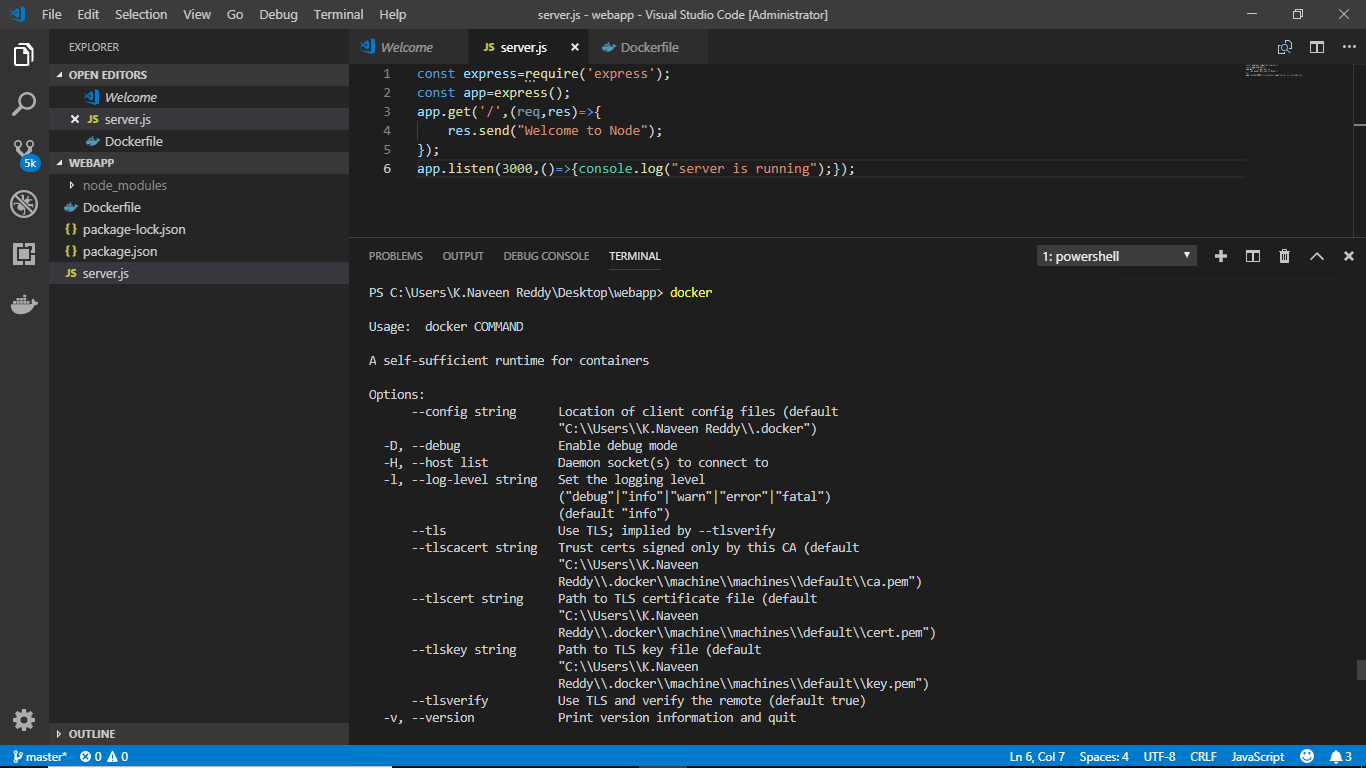 File Edit Selection View Go Debug Terminal Help
server.js - webapp - Visual Studio Code [Administrator]
EXPLORER
OPEN EDITORS
Welcome
JS server.js
Dockerfile
5k
WEBAPP
node_modules
Dockerfile
{} package-lock.json
{} package.json
JS server.js
OUTLINE
Welcome
JS server.js
Dockerfile
1 const express=require('express');
2 const app=express();
3 app.get('/',(req,res)=>{
4 res.send("Welcome to Node");
5 });
6 app.listen(3000,()=>{console.log("server is running");});
PROBLEMS OUTPUT DEBUG CONSOLE TERMINAL
1: powershell
PS C:\Users\K.Naveen Reddy\Desktop\webapp> docker
Usage:  docker COMMAND
A self-sufficient runtime for containers
Options:
--config string Location of client config files (default
"C:\\Users\\K.Naveen Reddy\\.docker")
-D, --debug Enable debug mode
-H, --host list Daemon socket(s) to connect to
-l, --log-level string Set the logging level
("debug"|"info"|"warn"|"error"|"fatal")
(default "info")
--tls Use TLS; implied by --tlsverify
--tlscacert string Trust certs signed only by this CA (default
"C:\\Users\\K.Naveen
Reddy\\.docker\\machine\\machines\\default\\ca.pem")
--tlscert string Path to TLS certificate file (default
"C:\\Users\\K.Naveen
Reddy\\.docker\\machine\\machines\\default\\cert.pem")
--tlskey string Path to TLS key file (default
"C:\\Users\\K.Naveen
Reddy\\.docker\\machine\\machines\\default\\key.pem")
--tlsverify Use TLS and verify the remote (default true)
-v, --version Print version information and quit
master* 0 0 Ln 6, Col 7 Spaces: 4 UTF-8 CRLF JavaScript 3